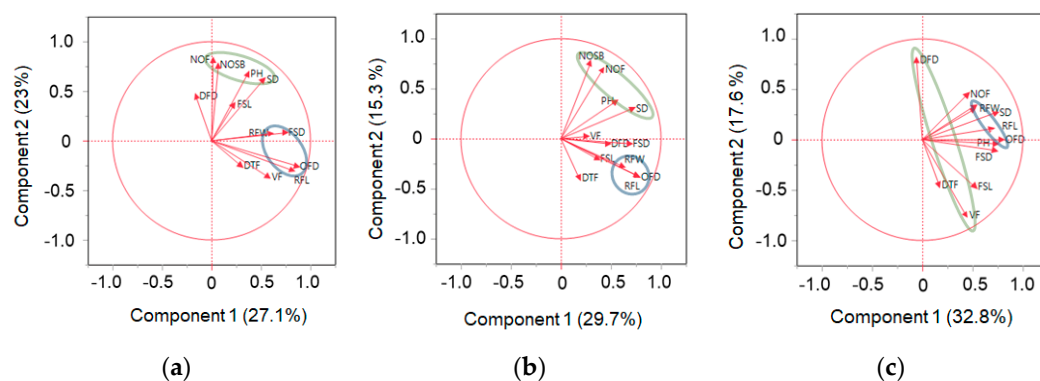 1.0
0.5
0
-0.5
-1.0
Component 2 (23%)
NOF
NOSB
PH
SD
DFD
FSL
RFW
FSD
DTF
OFD
VF
RFL
-1.0 -0.5 0.0 0.5 1.0
Component 1 (27.1%)
(a)
1.0
0.5
0
-0.5
-1.0
Component 2 (15.3 %)
NOSB
NOF
PH
SD
VF
DFD
FSD
FSL
RFW
DTF
OFD
RFL
-1.0 -0.5 0.0 0.5 1.0
Component 1 (29.7%)
(b)
1.0
0.5
0
-0.5
-1.0
Component 2 (17.6 %)
DFD
NOF
RFW
SD
RFL
PH
OFD
FSD
DTF
FSL
VF
-1.0 -0.5 0.0 0.5 1.0
Component 1 (32.8%)
(c)